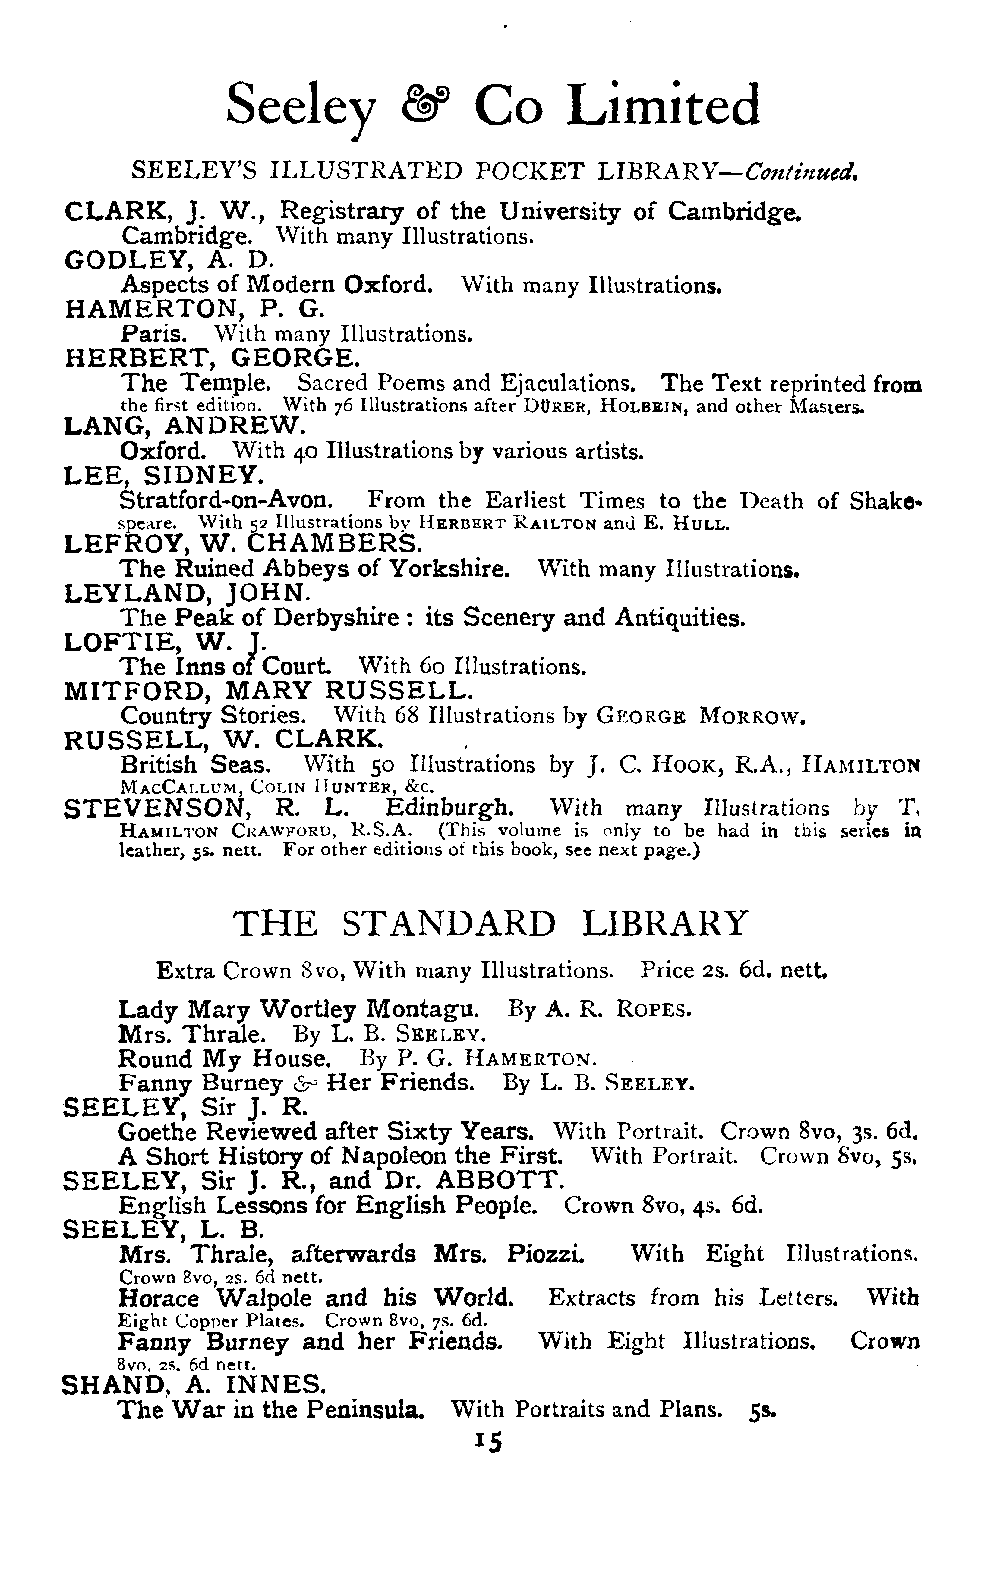 Seeley & Co Limited
SEELEY'S ILLUSTRATED POCKET LIBRARY—Continued.
CLARK, J. W., Registrary of the University of Cambridge.
Cambridge. With many Illustrations.
GODLEY, A. D.
Aspects of Modern Oxford. With many Illustrations.
HAMERTON, P. G.
Paris. With many Illustrations.
HERBERT, GEORGE.
The Temple. Sacred Poems and Ejaculations. The Text reprinted from
the first edition. With 76 Illustrations after DÜRER, HOLBEIN, and other Masters.
LANG, ANDREW.
Oxford. With 40 Illustrations by various artists.
LEE, SIDNEY.
Stratford-on-Avon. From the Earliest Times to the Death of Shake-
speare. With 52 Illustrations by HERBERT RAILTON and E. HULL.
LEFROY, W. CHAMBERS.
The Ruined Abbeys of Yorkshire. With many Illustrations.
LEYLAND, JOHN.
The Peak of Derbyshire : its Scenery and Antiquities.
LOFTIE, W. J.
The Inns of Court. With 60 Illustrations.
MITFORD, MARY RUSSELL.
Country Stories. With 68 Illustrations by GEORGE MORROW.
RUSSELL, W. CLARK.
British Seas. With 50 Illustrations by J. C. HOOK, R.A., HAMILTON
MACCALLUM, COLIN HUNTER, &c.
STEVENSON, R. L. Edinburgh. With many Illustrations by T.
HAMILTON CRAWFORD, R.S.A. (This volume is only to be had in this series in
leather, 5s. nett. For other editions of this book, see next page.)
THE STANDARD LIBRARY
Extra Crown 8vo, With many Illustrations. Price 2s. 6d. nett.
Lady Mary Wortley Montagu. By A. R. ROPES.
Mrs. Thrale. By L. B. SEELEY.
Round My House. By P. G. HAMERTON.
Fanny Burney & Her Friends. By L. B. SEELEY.
SEELEY, Sir J. R.
Goethe Reviewed after Sixty Years. With Portrait. Crown 8vo, 3s. 6d.
A Short History of Napoleon the First. With Portrait. Crown 8vo, 5s.
SEELEY, Sir J. R., and Dr. ABBOTT.
English Lessons for English People. Crown 8vo, 4s. 6d.
SEELEY, L. B.
Mrs. Thrale, afterwards Mrs. Piozzi. With Eight Illustrations.
Crown 8vo, 2s. 6d nett.
Horace Walpole and his World. Extracts from his Letters. With
Eight Copper Plates. Crown 8vo, 7s. 6d.
Fanny Burney and her Friends. With Eight Illustrations. Crown
8vo, 2s. 6d nett.
SHAND, A. INNES.
The War in the Peninsula. With Portraits and Plans. 5s.
15